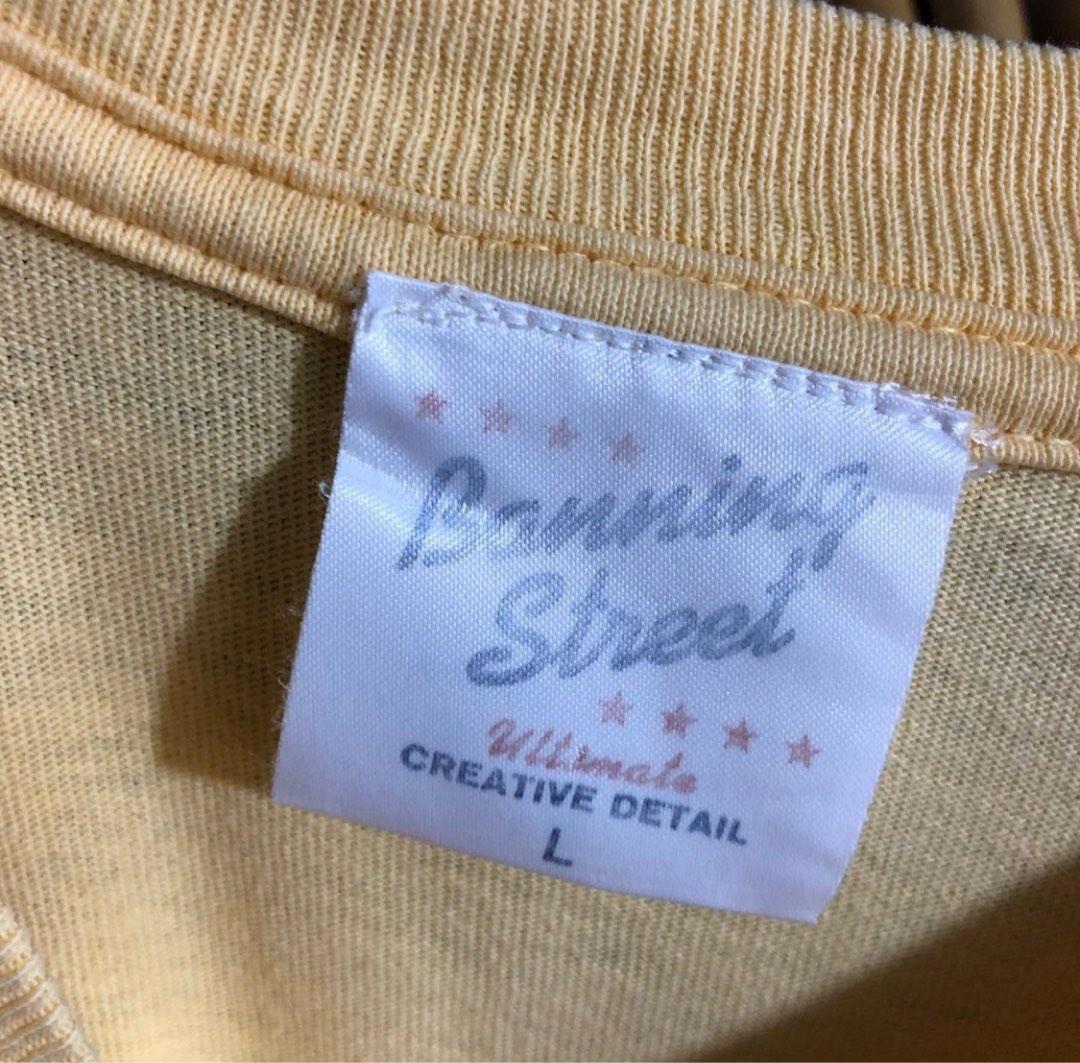 Banning
Street
Ultimate
CREATIVE DETAIL
L